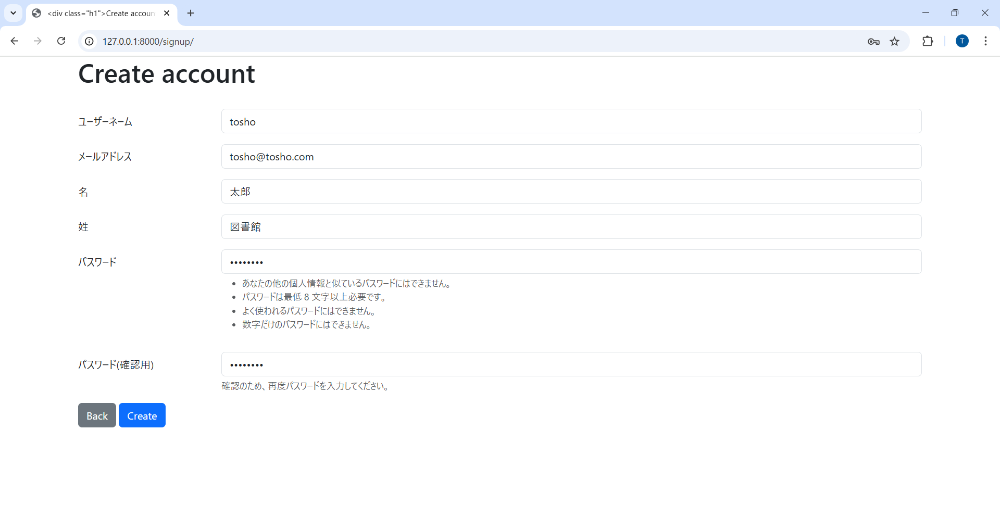 <div class="h1">Create accoun
127.0.0.1:8000/signup/
T
Create account
ユーザーネーム
tosho
メールアドレス
tosho@tosho.com
名
太郎
姓
図書館
パスワード
••••••••
• あなたの他の個人情報と似ているパスワードにはできません。
• パスワードは最低 8 文字以上必要です。
• よく使われるパスワードにはできません。
• 数字だけのパスワードにはできません。
パスワード(確認用)
••••••••
確認のため、再度パスワードを入力してください。
Back Create